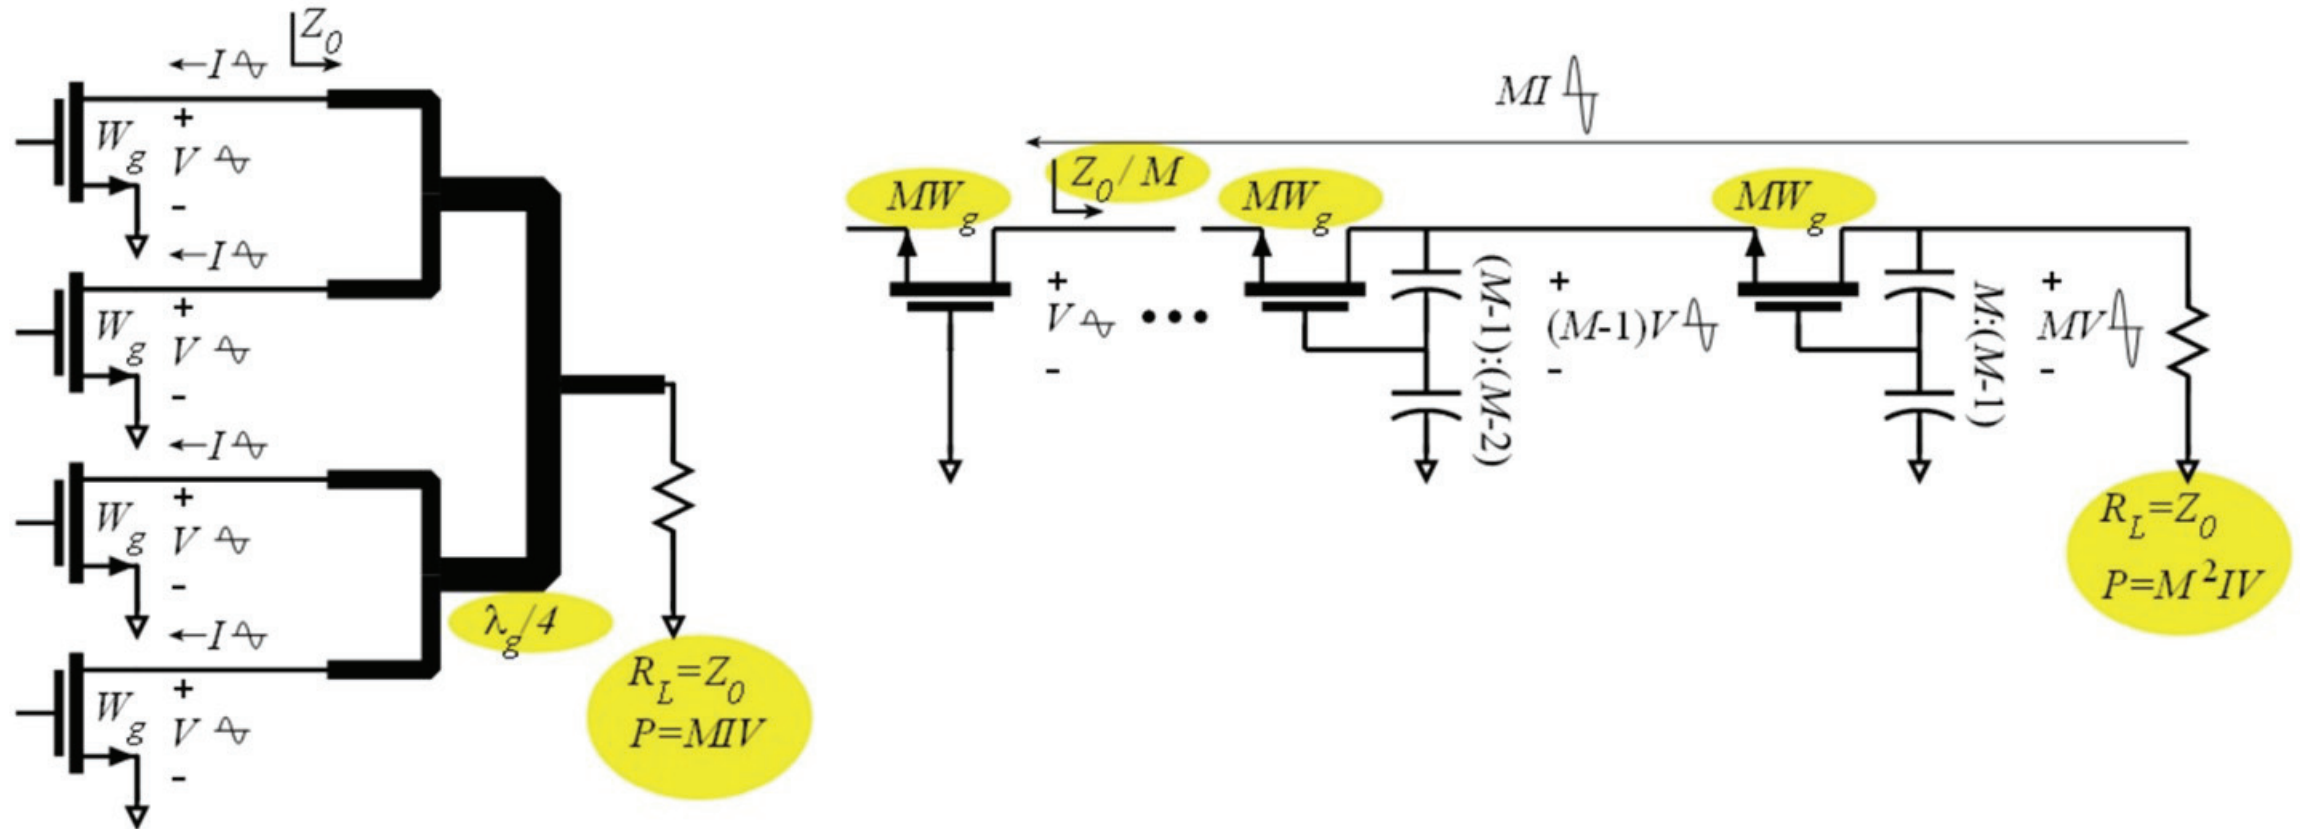 Z0
←I
Wg
+
V
-
←I
Wg
+
V
-
←I
Wg
+
V
-
←I
Wg
+
V
-
λg/4
RL=Z0
P=MIV
MI
MWg
Z0/M
MWg
MWg
+
V
-
•••
(M-1):(M-2)
+
(M-1)V
-
M:(M-1)
+
MV
-
RL=Z0
P=M²IV